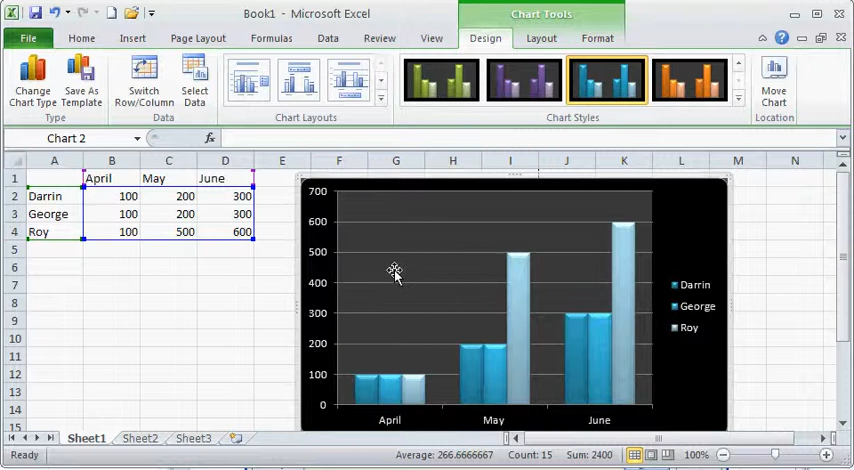 Book1 - Microsoft Excel
Chart Tools
File Home Insert Page Layout Formulas Data Review View Design Layout Format
Change Chart Type
Save As Template
Switch Row/Column
Select Data
Move Chart
Type Data Chart Layouts Chart Styles Location
Chart 2 fx
A B C D E F G H I J K L M N
1 April May June
2 Darrin 100 200 300
3 George 100 200 300
4 Roy 100 500 600
5
6
7
8
9
10
11
12
13
14
15
700
600
500
400
300
200
100
0
April May June
Darrin
George
Roy
Sheet1 Sheet2 Sheet3
Ready Average: 266.6666667 Count: 15 Sum: 2400 100%